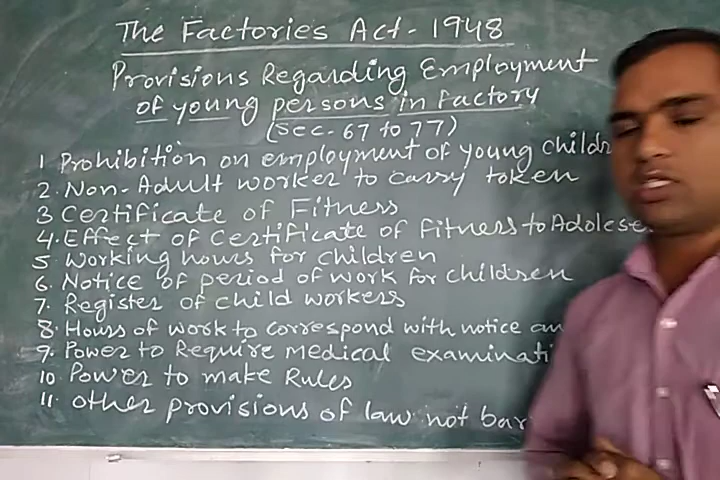 The Factories Act - 1948
Provisions Regarding Employment
of young persons in factory
(Sec. 67 to 77)
1 Prohibition on employment of young childr
2. Non-Adult worker to carry token
3 Certificate of Fitness
4. Effect of Certificate of fitness to Adolesc
5 Working hours for children
6. Notice of period of work for children
7. Register of child workers
8. Hours of work to correspond with notice an
9. Power to Require medical examinati
10 Power to make Rules
11. Other provisions of law not bar